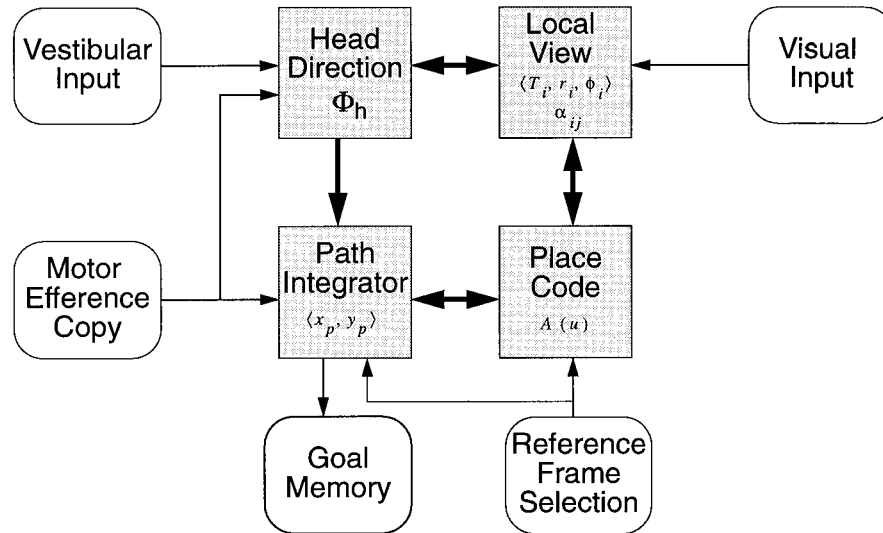 Vestibular
Input
Head
Direction
Φh
Local
View
⟨Ti, ri, ϕi⟩
αij
Visual
Input
Motor
Efference
Copy
Path
Integrator
⟨xp, yp⟩
Place
Code
A (u)
Goal
Memory
Reference
Frame
Selection